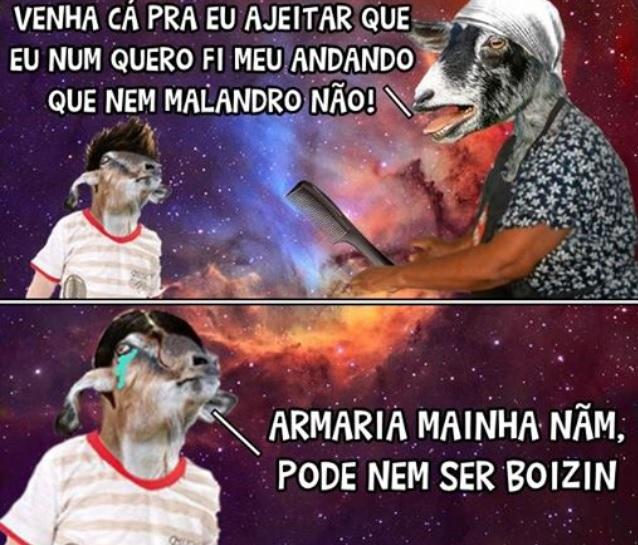 VENHA CÁ PRA EU AJEITAR QUE
EU NUM QUERO FI MEU ANDANDO
QUE NEM MALANDRO NÃO!
ARMARIA MAINHA NÃM,
PODE NEM SER BOIZIN